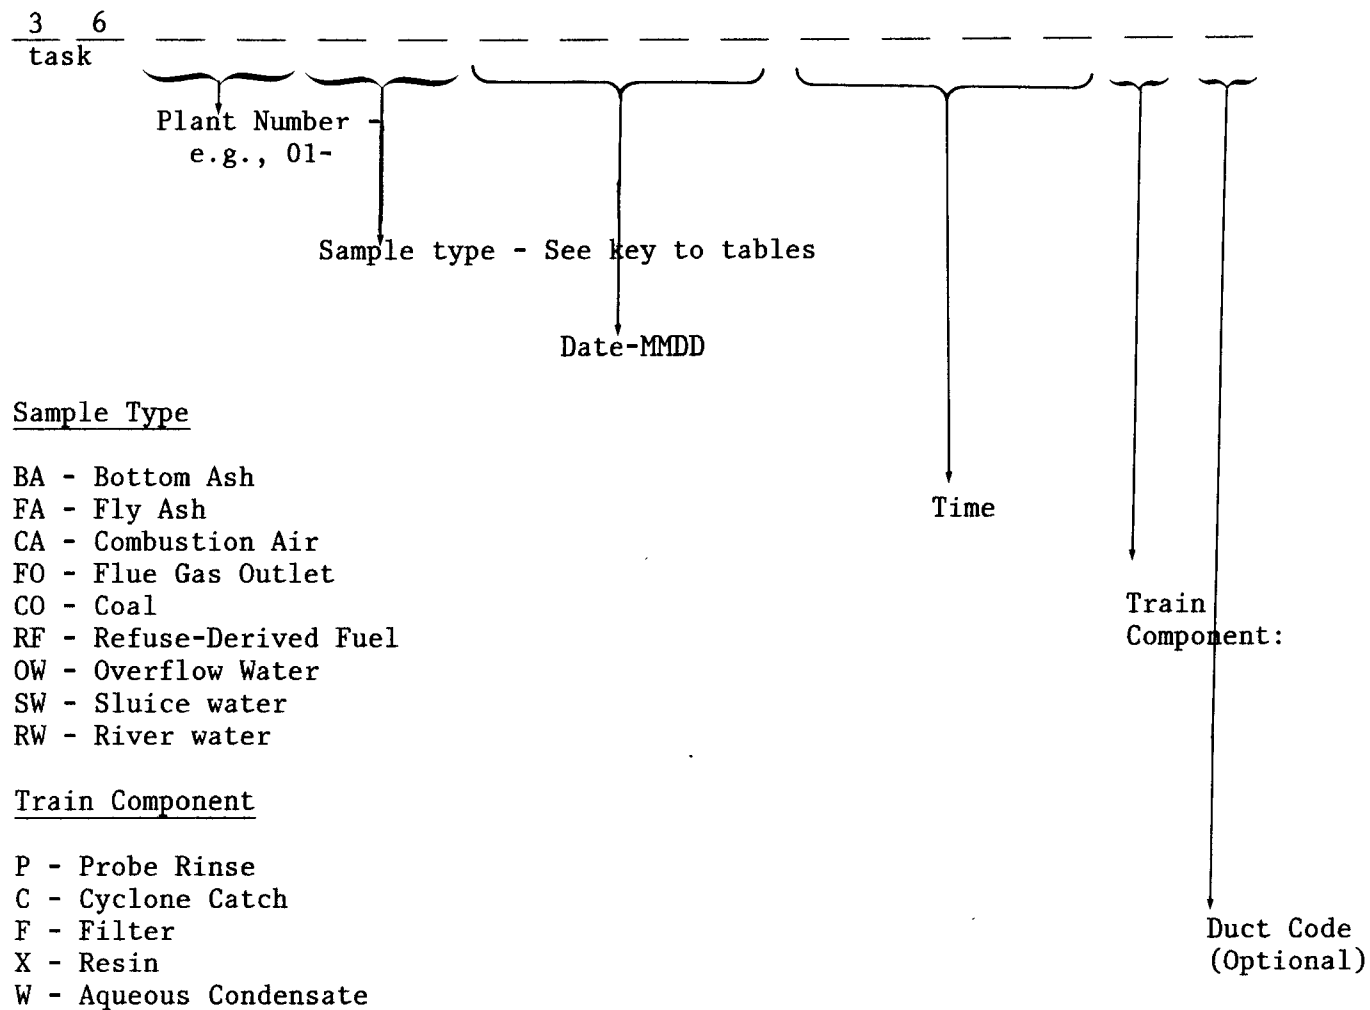 3 6
task
Plant Number -
e.g., 01-
Sample type - See key to tables
Date-MMDD
Time
Train
Component:
Duct Code
(Optional)
Sample Type
BA - Bottom Ash
FA - Fly Ash
CA - Combustion Air
FO - Flue Gas Outlet
CO - Coal
RF - Refuse-Derived Fuel
OW - Overflow Water
SW - Sluice water
RW - River water
Train Component
P - Probe Rinse
C - Cyclone Catch
F - Filter
X - Resin
W - Aqueous Condensate